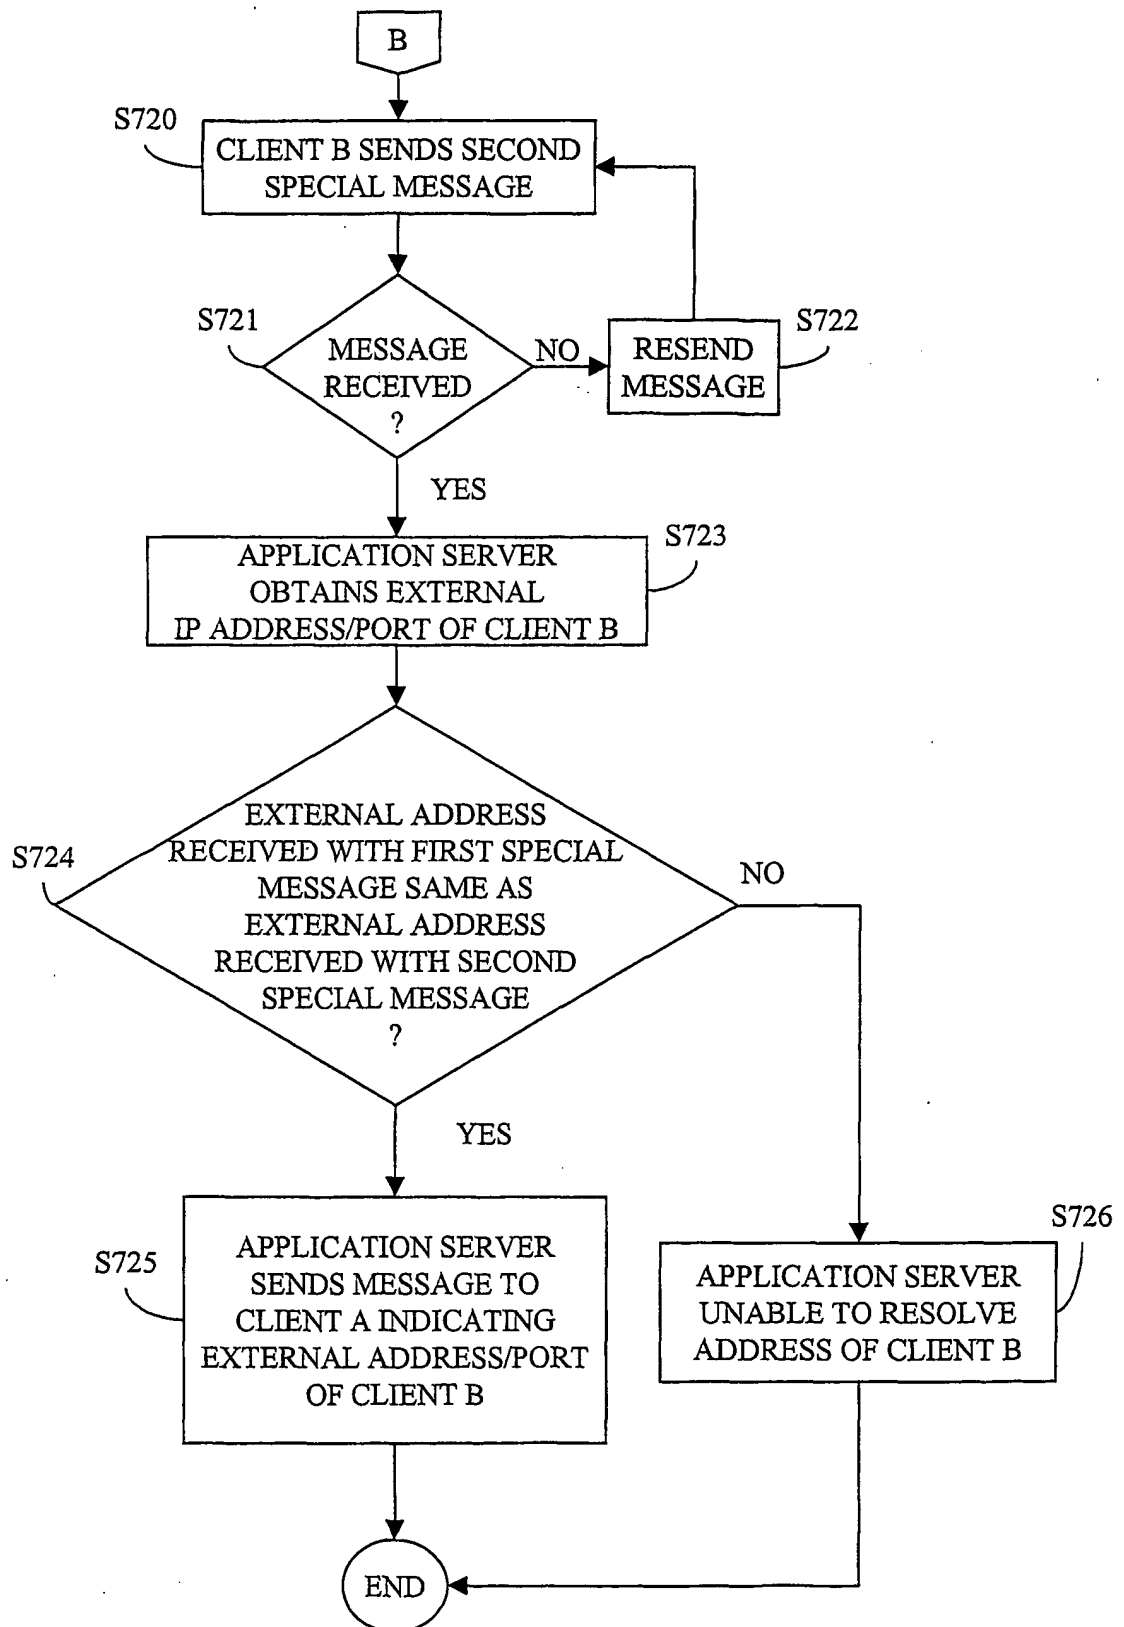 B
S720
CLIENT B SENDS SECOND
SPECIAL MESSAGE
S721
MESSAGE
RECEIVED
?
NO
RESEND
MESSAGE
S722
YES
APPLICATION SERVER
OBTAINS EXTERNAL
IP ADDRESS/PORT OF CLIENT B
S723
S724
EXTERNAL ADDRESS
RECEIVED WITH FIRST SPECIAL
MESSAGE SAME AS
EXTERNAL ADDRESS
RECEIVED WITH SECOND
SPECIAL MESSAGE
?
NO
YES
S725
APPLICATION SERVER
SENDS MESSAGE TO
CLIENT A INDICATING
EXTERNAL ADDRESS/PORT
OF CLIENT B
S726
APPLICATION SERVER
UNABLE TO RESOLVE
ADDRESS OF CLIENT B
END